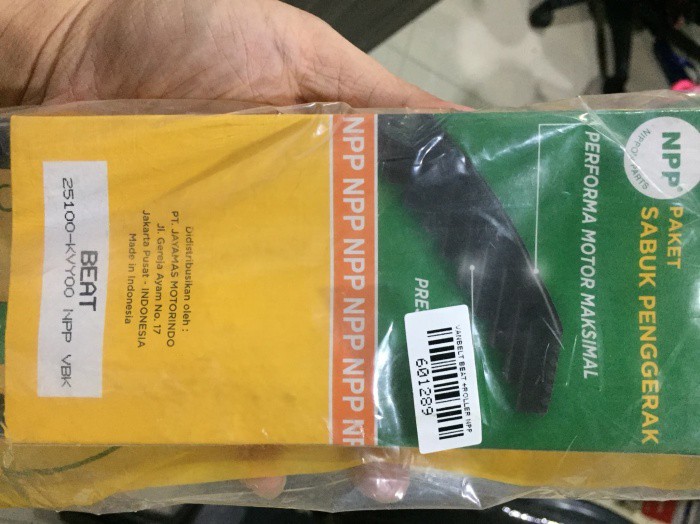 NPP
NIPPON PARTS
PAKET
SABUK PENGGERAK
PERFORMA MOTOR MAKSIMAL
VANBELT BEAT +ROLLER NPP
601289
NPP NPP NPP NPP NPP NPP NPP
Didistribusikan oleh :
PT. JAYAMAS MOTORINDO
Jl. Gereja Ayam No. 17
Jakarta Pusat - INDONESIA
Made in Indonesia
BEAT
25100-KVY00 NPP VBK